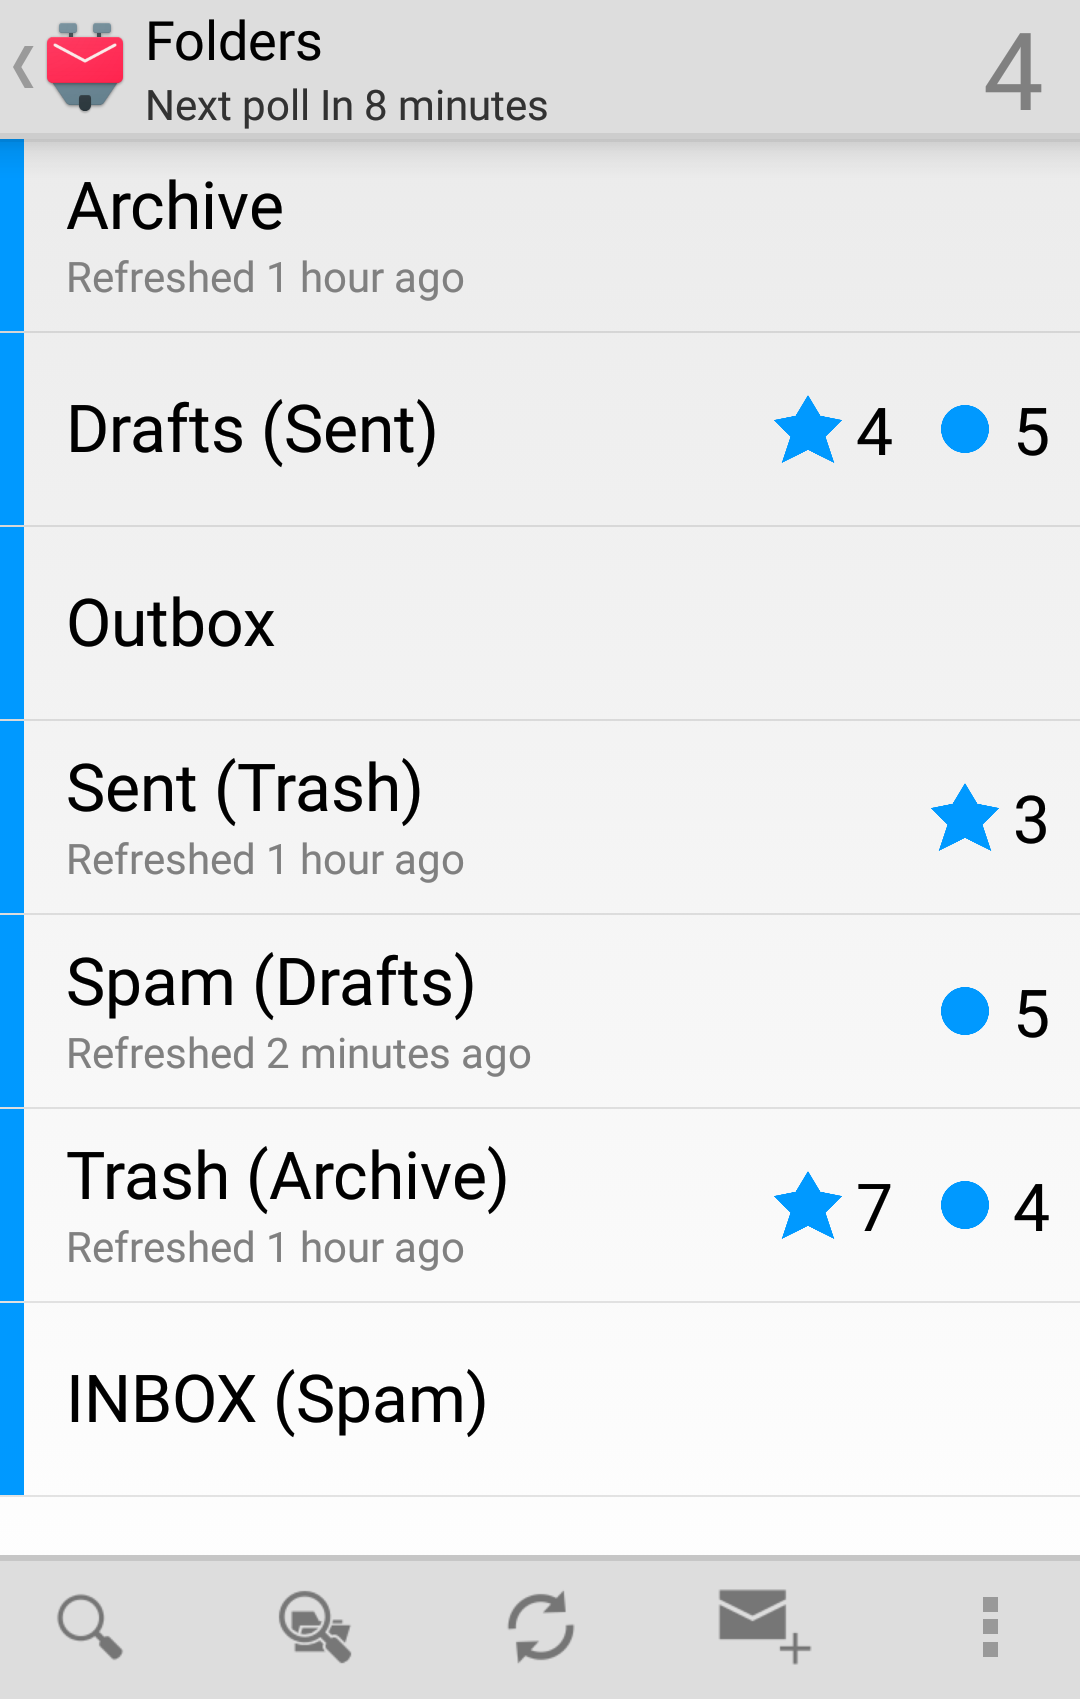 Folders
Next poll In 8 minutes
4
Archive
Refreshed 1 hour ago
Drafts (Sent)
4
5
Outbox
Sent (Trash)
3
Refreshed 1 hour ago
Spam (Drafts)
5
Refreshed 2 minutes ago
Trash (Archive)
7
4
Refreshed 1 hour ago
INBOX (Spam)